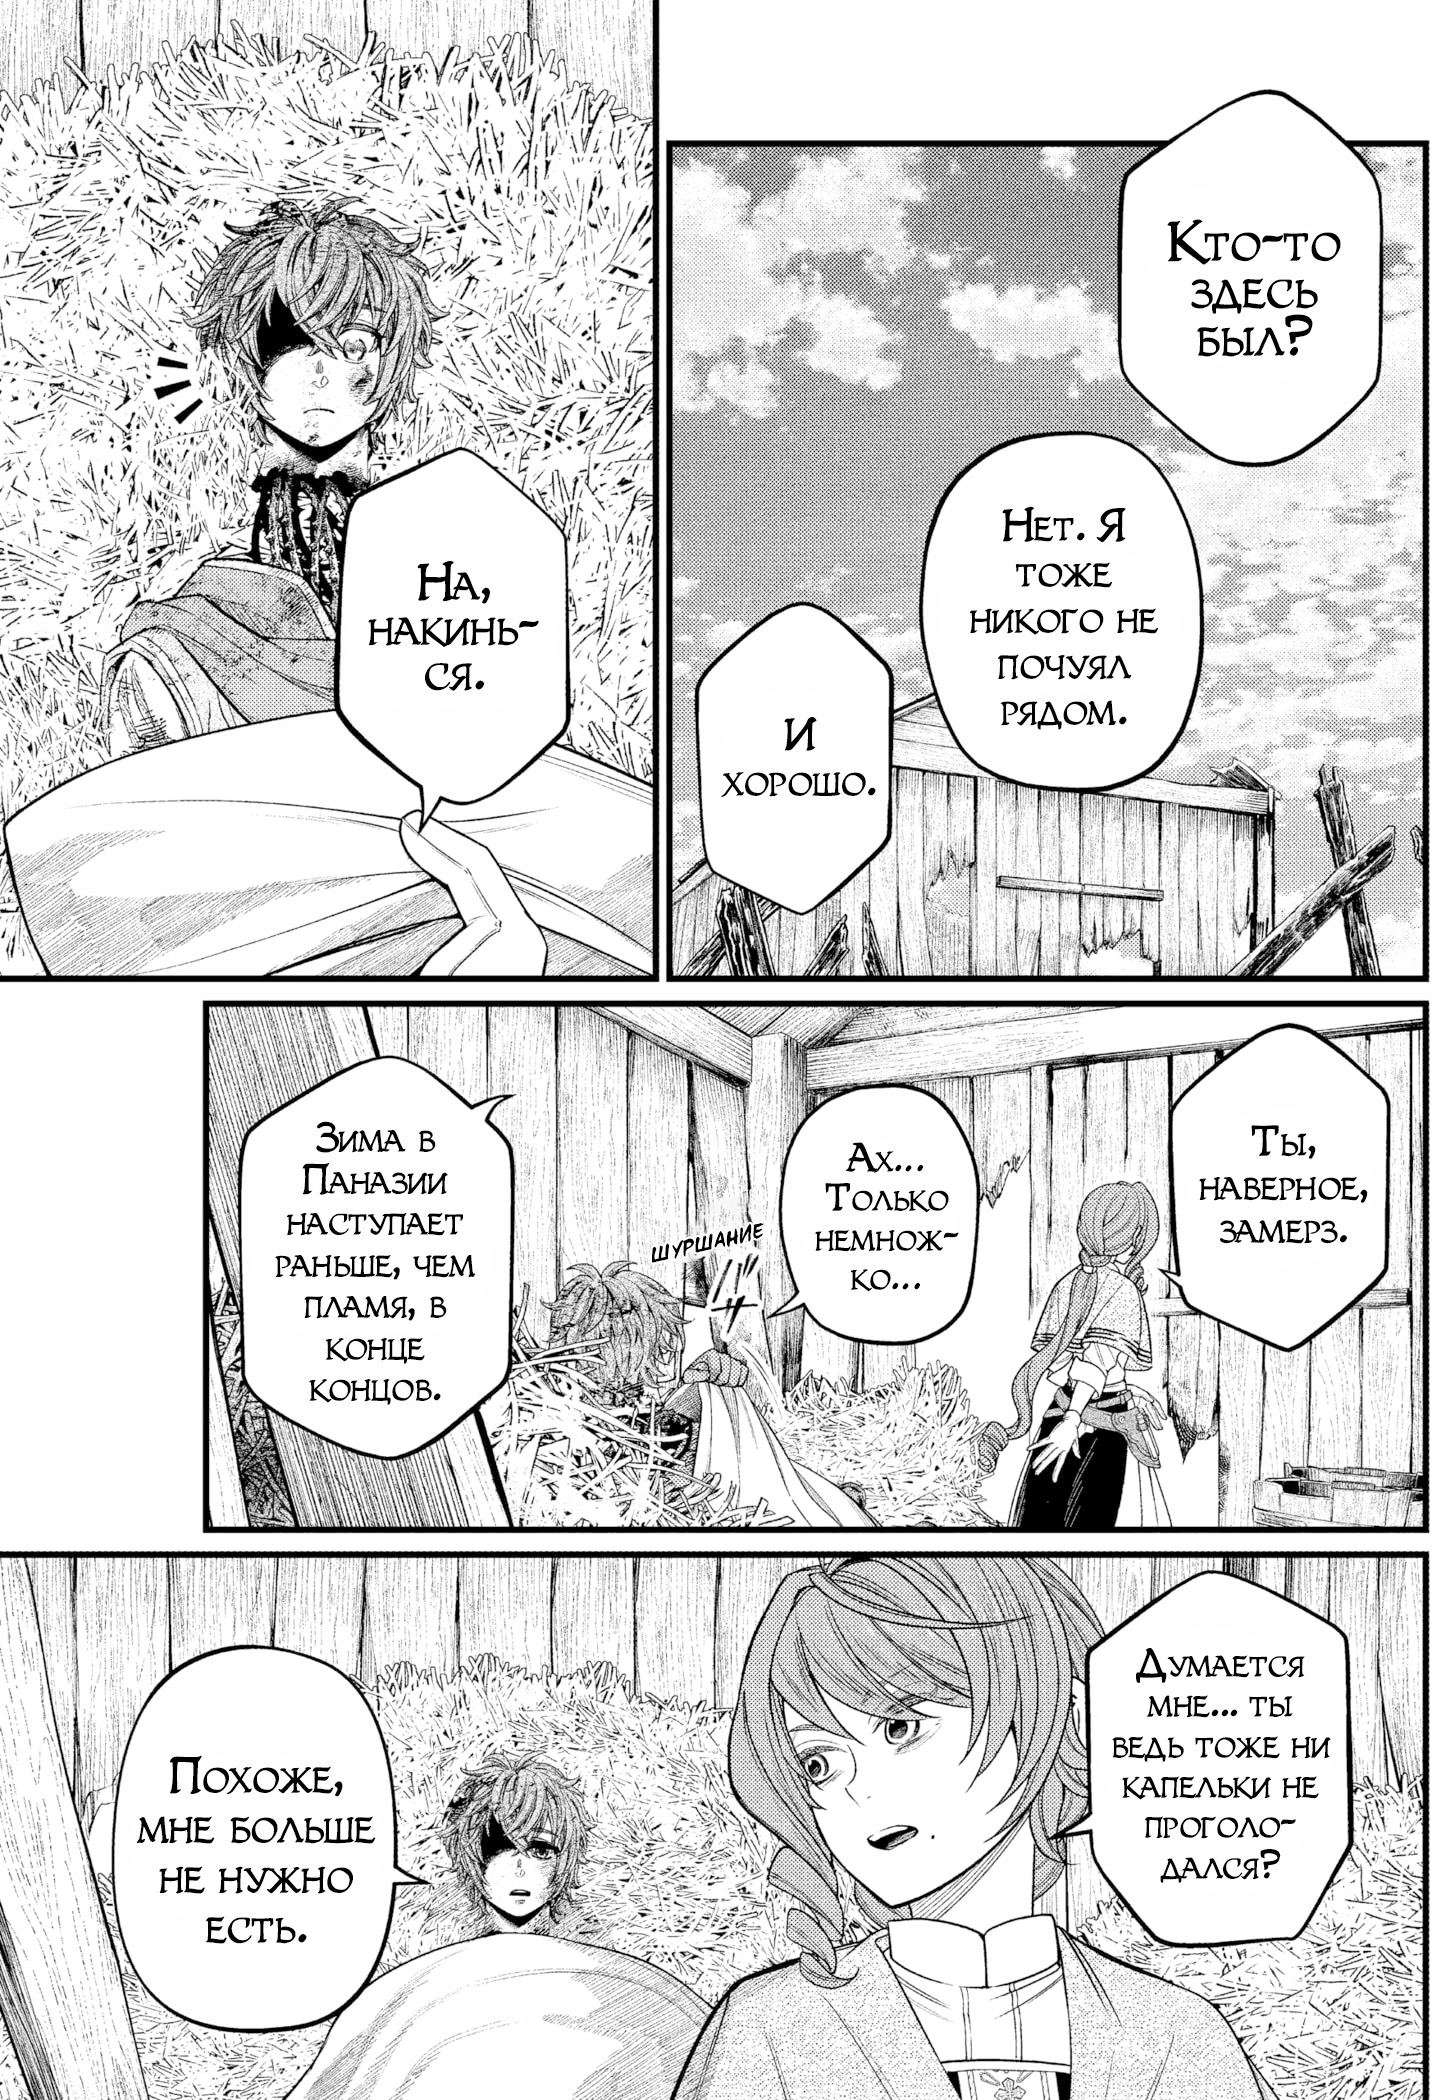 Кто-то
здесь
был?
Нет. Я
тоже
никого не
почуял
рядом.
И
хорошо.
На,
накинь-
ся.
Ты,
наверное,
замерз.
Ах...
Только
немнож-
ко...
шуршание
Зима в
Паназии
наступает
раньше, чем
пламя, в
конце
концов.
Думается
мне... ты
ведь тоже ни
капельки не
проголо-
дался?
Похоже,
мне больше
не нужно
есть.